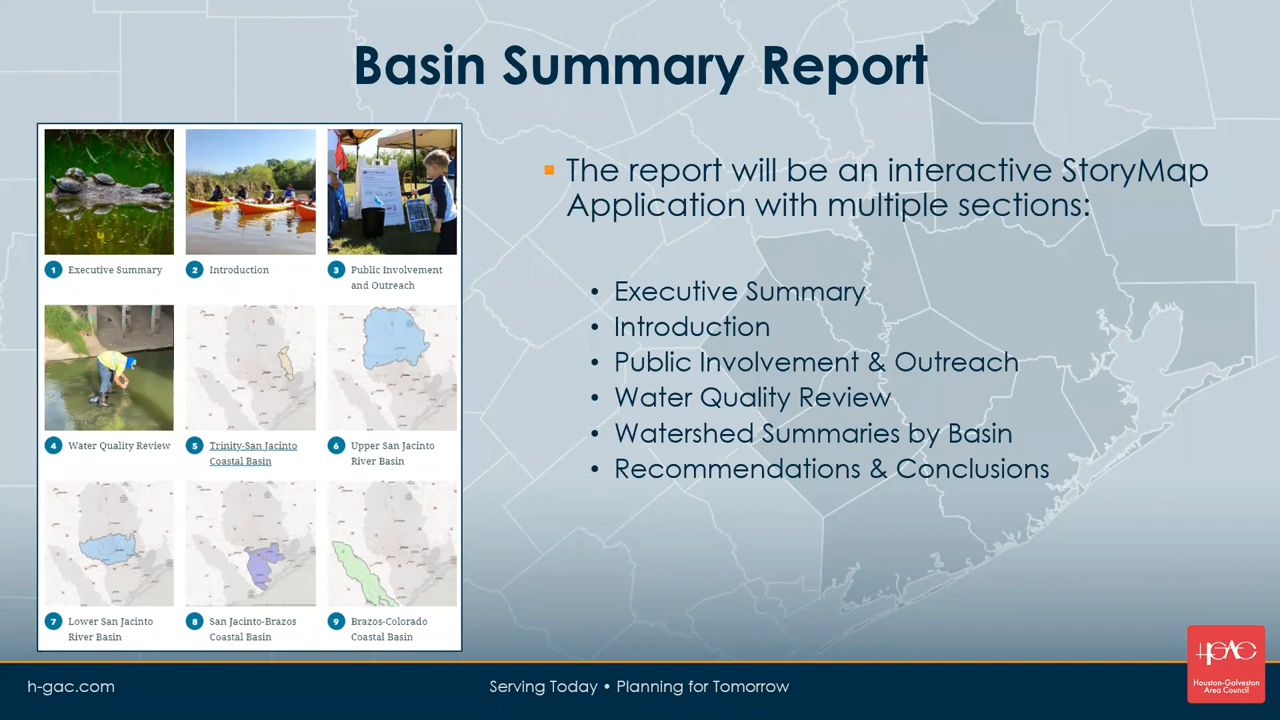 Basin Summary Report
1 Executive Summary
2 Introduction
3 Public Involvement
and Outreach
4 Water Quality Review
5 Trinity-San Jacinto
Coastal Basin
6 Upper San Jacinto
River Basin
7 Lower San Jacinto
River Basin
8 San Jacinto-Brazos
Coastal Basin
9 Brazos-Colorado
Coastal Basin
▪ The report will be an interactive StoryMap
Application with multiple sections:
• Executive Summary
• Introduction
• Public Involvement & Outreach
• Water Quality Review
• Watershed Summaries by Basin
• Recommendations & Conclusions
h-gac.com
Serving Today • Planning for Tomorrow
HGAC
Houston-Galveston
Area Council